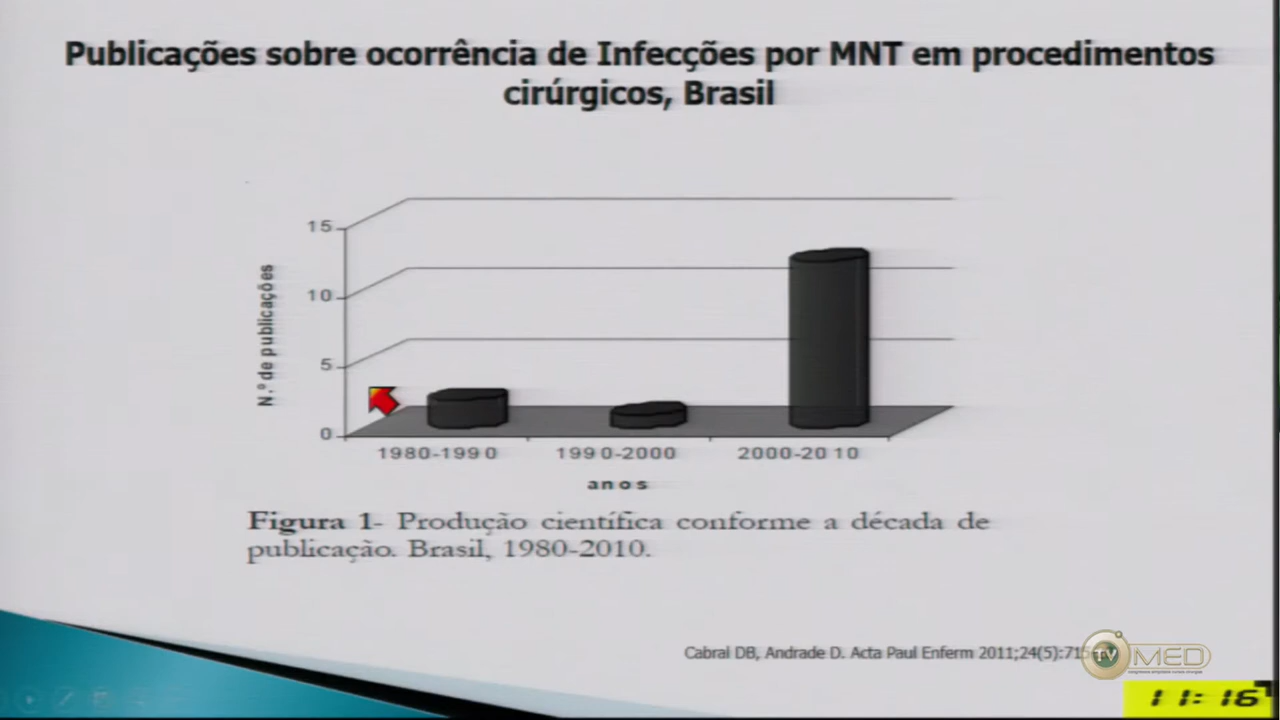 Publicações sobre ocorrência de Infecções por MNT em procedimentos
cirúrgicos, Brasil
15
10
5
0
N.º de publicações
1980-1990
1990-2000
2000-2010
anos
Figura 1- Produção científica conforme a década de
publicação. Brasil, 1980-2010.
Cabral DB, Andrade D. Acta Paul Enferm 2011;24(5):715
TV MED
11:16